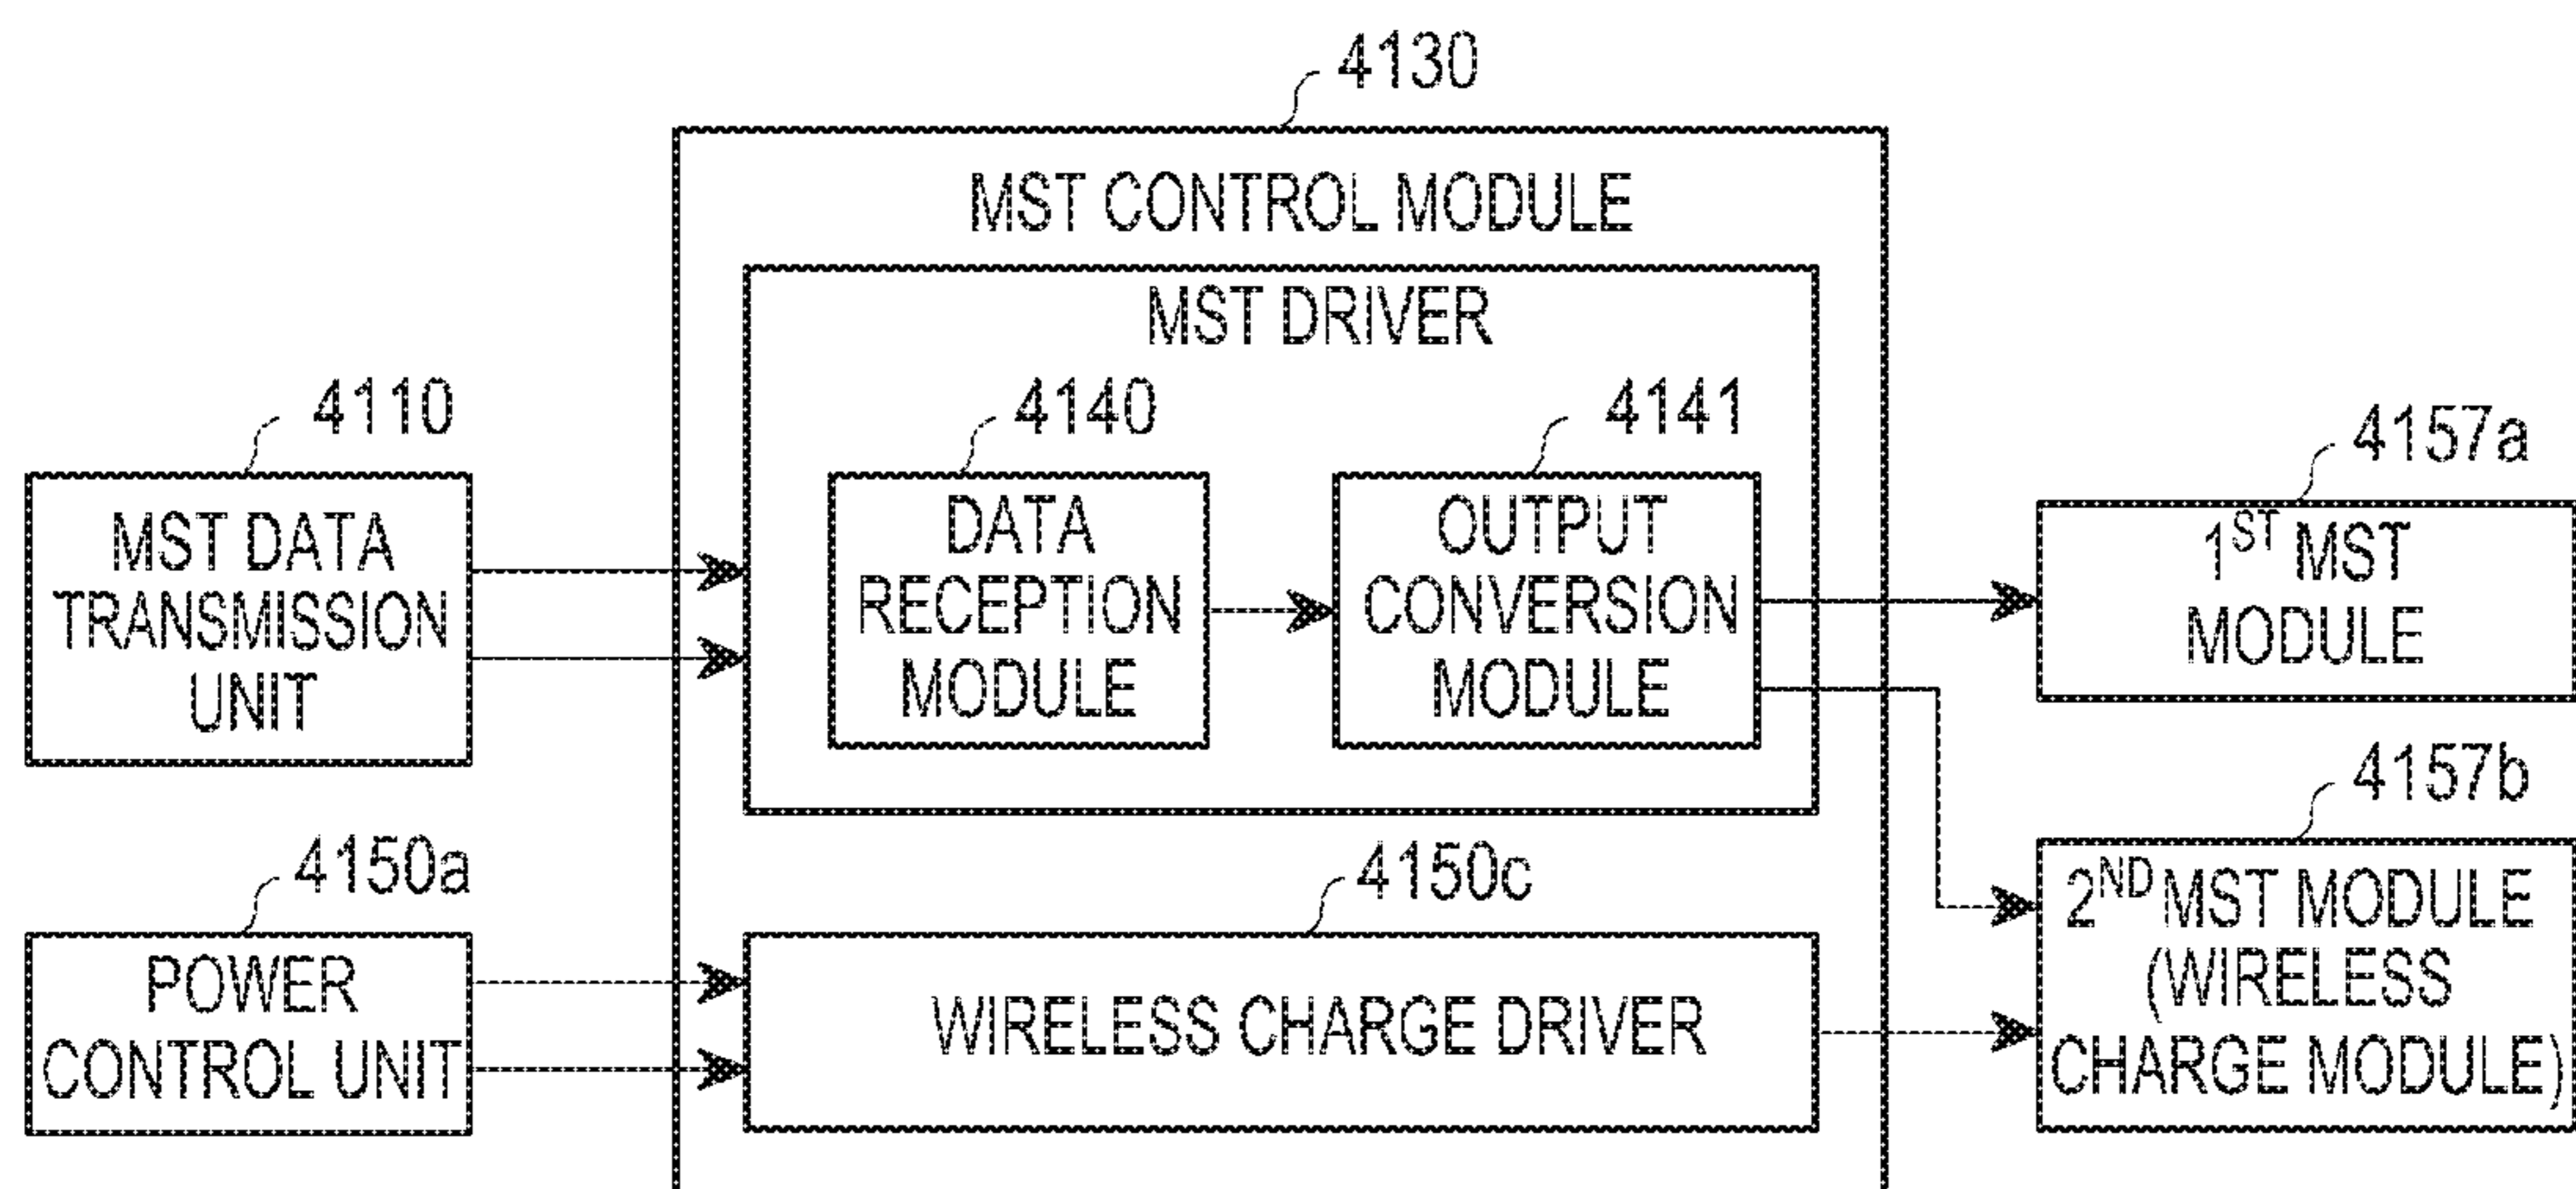 4130
MST CONTROL MODULE
MST DRIVER
4110
4140
4141
4157a
MST DATA
TRANSMISSION
UNIT
DATA
RECEPTION
MODULE
OUTPUT
CONVERSION
MODULE
1ST MST
MODULE
4157b
4150a
4150c
POWER
CONTROL UNIT
WIRELESS CHARGE DRIVER
2ND MST MODULE
(WIRELESS
CHARGE MODULE)